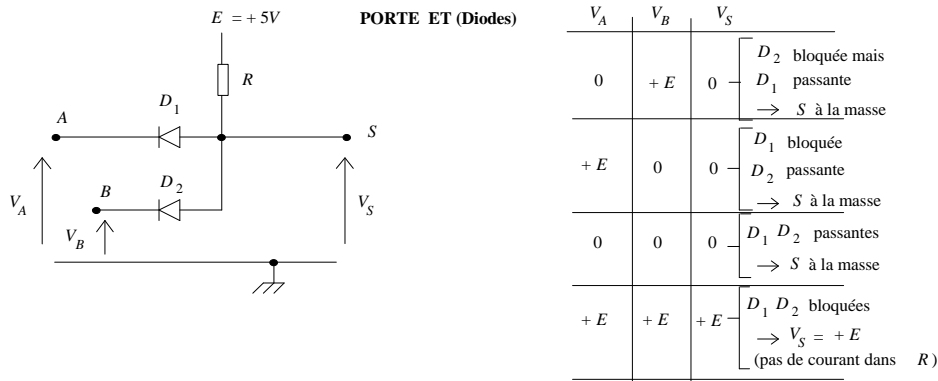 E = + 5V
PORTE ET (Diodes)
R
D1
A
S
D2
B
VA
VB
VS
VA VB VS
0 + E 0 D2 bloquée mais
D1 passante
→ S à la masse
+ E 0 0 D1 bloquée
D2 passante
→ S à la masse
0 0 0 D1 D2 passantes
→ S à la masse
+ E + E + E D1 D2 bloquées
→ VS = + E
(pas de courant dans R )